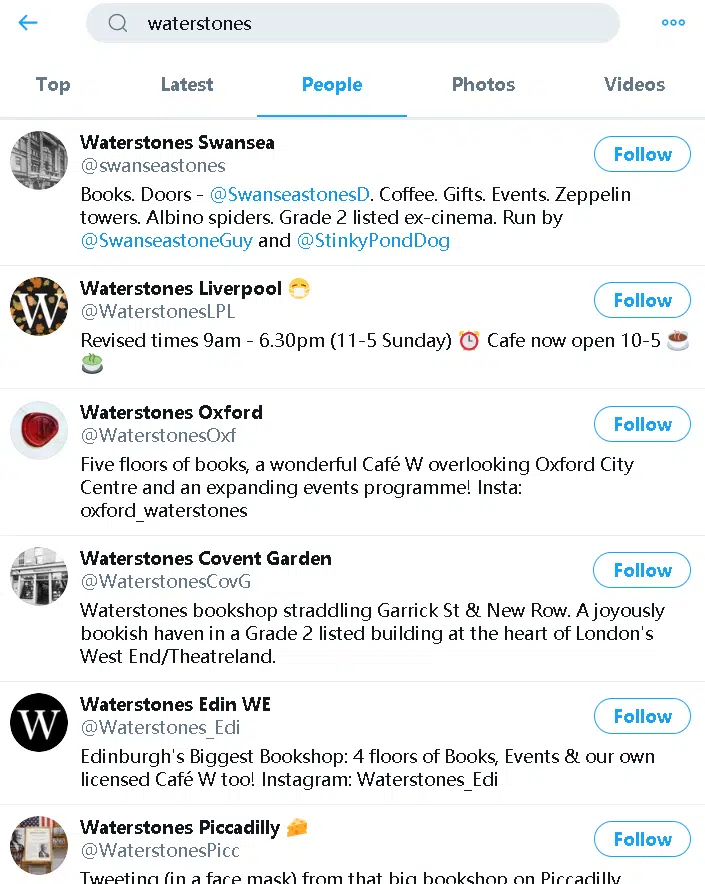 waterstones
Top Latest People Photos Videos
Waterstones Swansea
Follow
@swanseastones
Books. Doors - @SwanseastonesD. Coffee. Gifts. Events. Zeppelin
towers. Albino spiders. Grade 2 listed ex-cinema. Run by
@SwanseastoneGuy and @StinkyPondDog
W
Waterstones Liverpool 😷
Follow
@WaterstonesLPL
Revised times 9am - 6.30pm (11-5 Sunday) ⏰ Cafe now open 10-5 ☕
🍵
Waterstones Oxford
Follow
@WaterstonesOxf
Five floors of books, a wonderful Café W overlooking Oxford City
Centre and an expanding events programme! Insta:
oxford_waterstones
Waterstones Covent Garden
Follow
@WaterstonesCovG
Waterstones bookshop straddling Garrick St & New Row. A joyously
bookish haven in a Grade 2 listed building at the heart of London's
West End/Theatreland.
W
Waterstones Edin WE
Follow
@Waterstones_Edi
Edinburgh's Biggest Bookshop: 4 floors of Books, Events & our own
licensed Café W too! Instagram: Waterstones_Edi
Waterstones Piccadilly 🧀
Follow
@WaterstonesPicc
Tweeting (in a face mask) from that big bookshop on Piccadilly